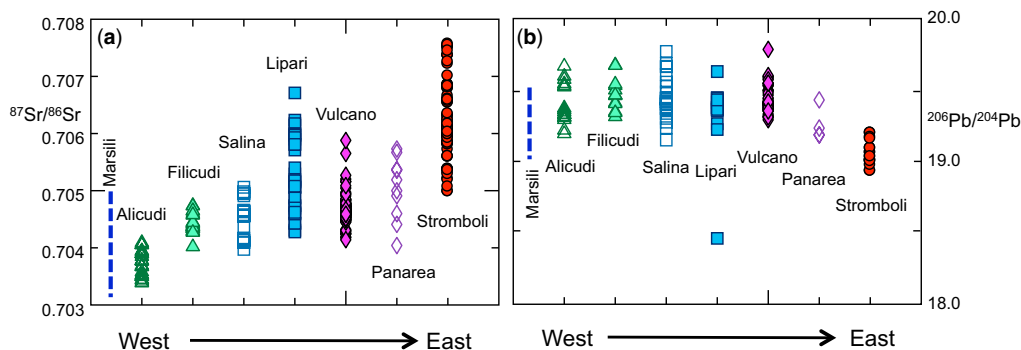 0.708
(a)
0.707
Lipari
⁸⁷Sr/⁸⁶Sr
Vulcano
0.706
Salina
Marsili
Filicudi
0.705
Alicudi
Stromboli
0.704
Panarea
0.703
West
East
20.0
(b)
²⁰⁶Pb/²⁰⁴Pb
Filicudi
19.0
Alicudi
Salina
Lipari
Vulcano
Panarea
Marsili
Stromboli
18.0
West
East